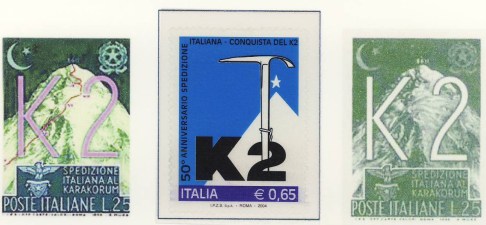 K2
SPEDIZIONE
ITALIANA AL
KARAKORUM
POSTE ITALIANE L.25
50° ANNIVERSARIO SPEDIZIONE
ITALIANA - CONQUISTA DEL K2
K2
ITALIA € 0,65
I.P.Z.S. S.p.A. - ROMA - 2004
K2
SPEDIZIONE
ITALIANA AL
KARAKORUM
POSTE ITALIANE L.25